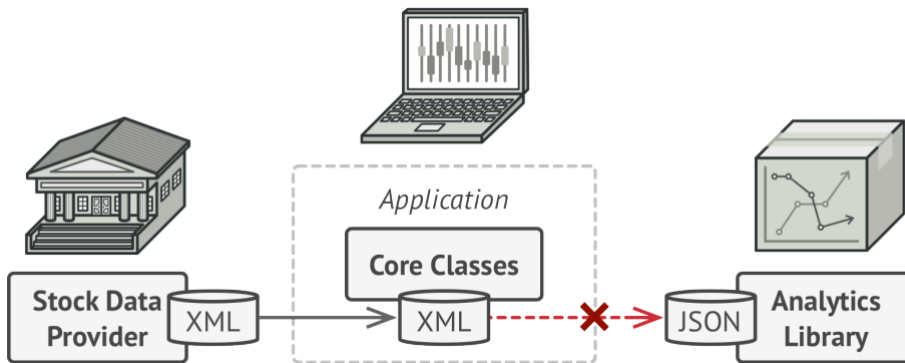 Application
Core Classes
XML
Stock Data
Provider
XML
JSON
Analytics
Library